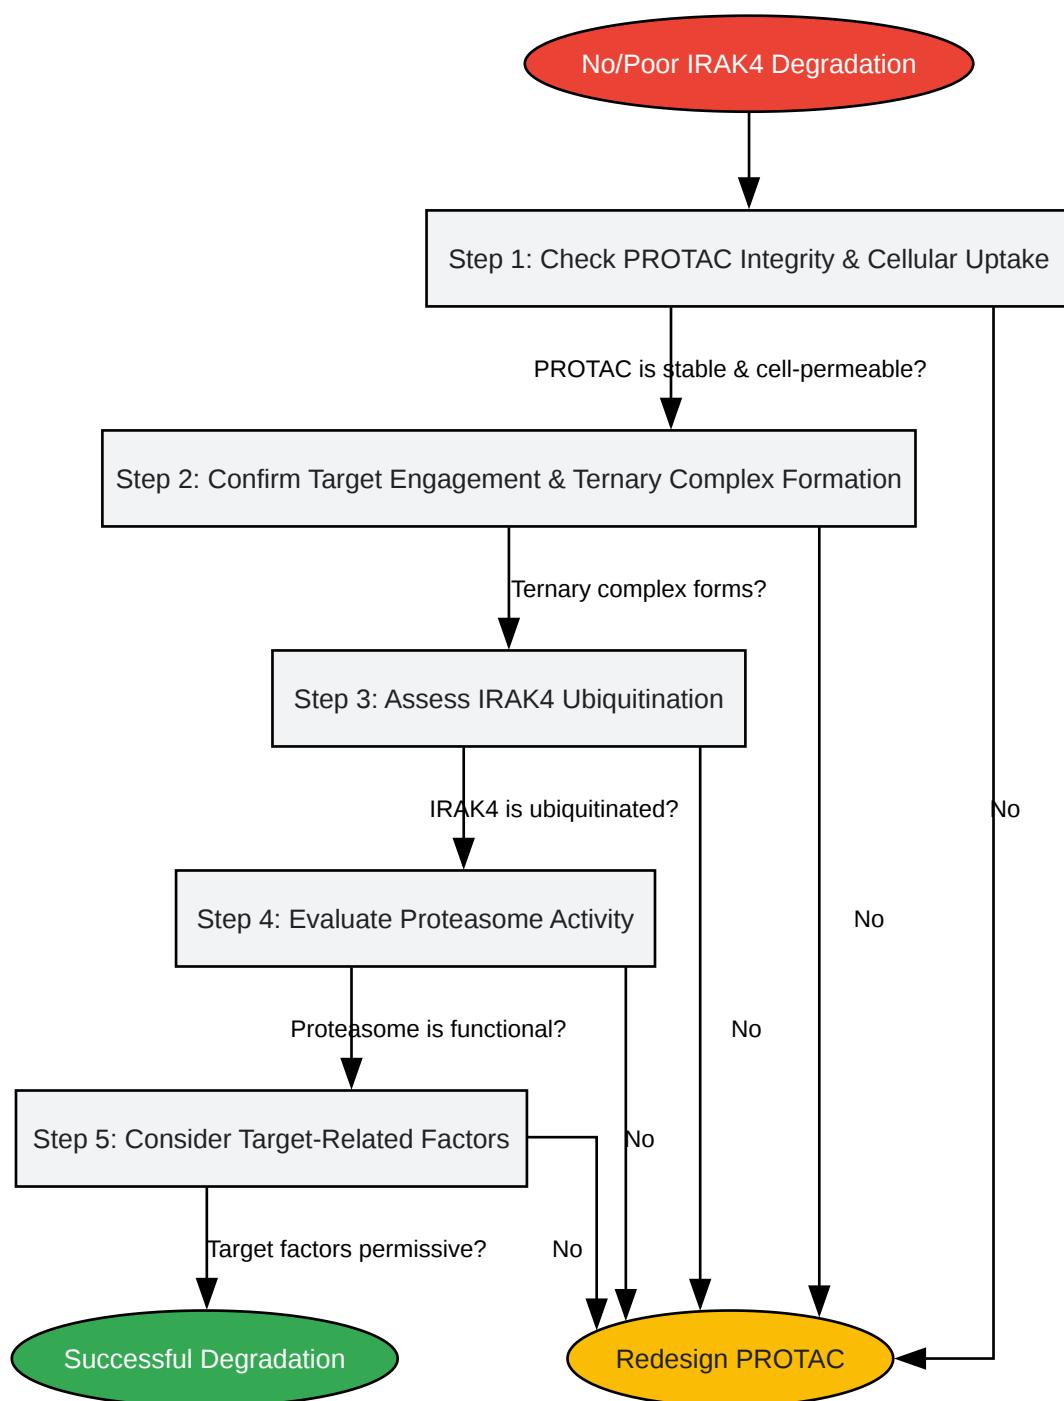 No/Poor IRAK4 Degradation
Step 1: Check PROTAC Integrity & Cellular Uptake
PROTAC is stable & cell-permeable?
Step 2: Confirm Target Engagement & Ternary Complex Formation
Ternary complex forms?
Step 3: Assess IRAK4 Ubiquitination
IRAK4 is ubiquitinated?
No
Step 4: Evaluate Proteasome Activity
No
Proteasome is functional?
No
Step 5: Consider Target-Related Factors
No
Target factors permissive?
No
Successful Degradation
Redesign PROTAC